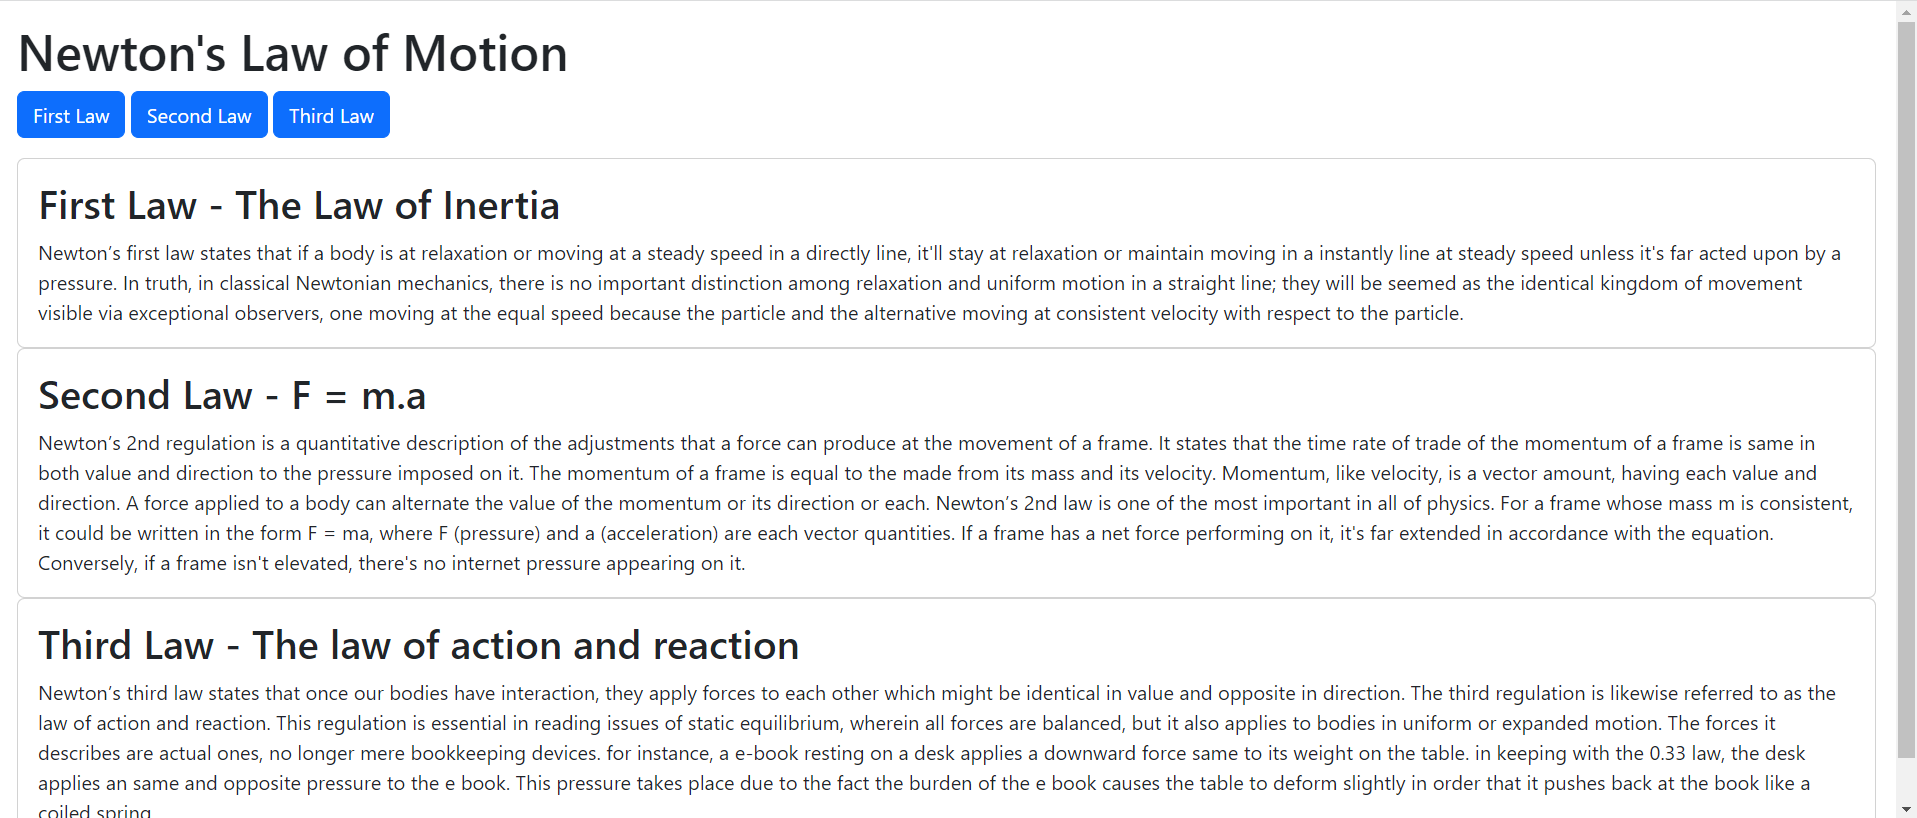 Newton's Law of Motion
First Law Second Law Third Law
First Law - The Law of Inertia
Newton’s first law states that if a body is at relaxation or moving at a steady speed in a directly line, it'll stay at relaxation or maintain moving in a instantly line at steady speed unless it's far acted upon by a
pressure. In truth, in classical Newtonian mechanics, there is no important distinction among relaxation and uniform motion in a straight line; they will be seemed as the identical kingdom of movement
visible via exceptional observers, one moving at the equal speed because the particle and the alternative moving at consistent velocity with respect to the particle.
Second Law - F = m.a
Newton’s 2nd regulation is a quantitative description of the adjustments that a force can produce at the movement of a frame. It states that the time rate of trade of the momentum of a frame is same in
both value and direction to the pressure imposed on it. The momentum of a frame is equal to the made from its mass and its velocity. Momentum, like velocity, is a vector amount, having each value and
direction. A force applied to a body can alternate the value of the momentum or its direction or each. Newton’s 2nd law is one of the most important in all of physics. For a frame whose mass m is consistent,
it could be written in the form F = ma, where F (pressure) and a (acceleration) are each vector quantities. If a frame has a net force performing on it, it's far extended in accordance with the equation.
Conversely, if a frame isn't elevated, there's no internet pressure appearing on it.
Third Law - The law of action and reaction
Newton’s third law states that once our bodies have interaction, they apply forces to each other which might be identical in value and opposite in direction. The third regulation is likewise referred to as the
law of action and reaction. This regulation is essential in reading issues of static equilibrium, wherein all forces are balanced, but it also applies to bodies in uniform or expanded motion. The forces it
describes are actual ones, no longer mere bookkeeping devices. for instance, a e-book resting on a desk applies a downward force same to its weight on the table. in keeping with the 0.33 law, the desk
applies an same and opposite pressure to the e book. This pressure takes place due to the fact the burden of the e book causes the table to deform slightly in order that it pushes back at the book like a
coiled spring